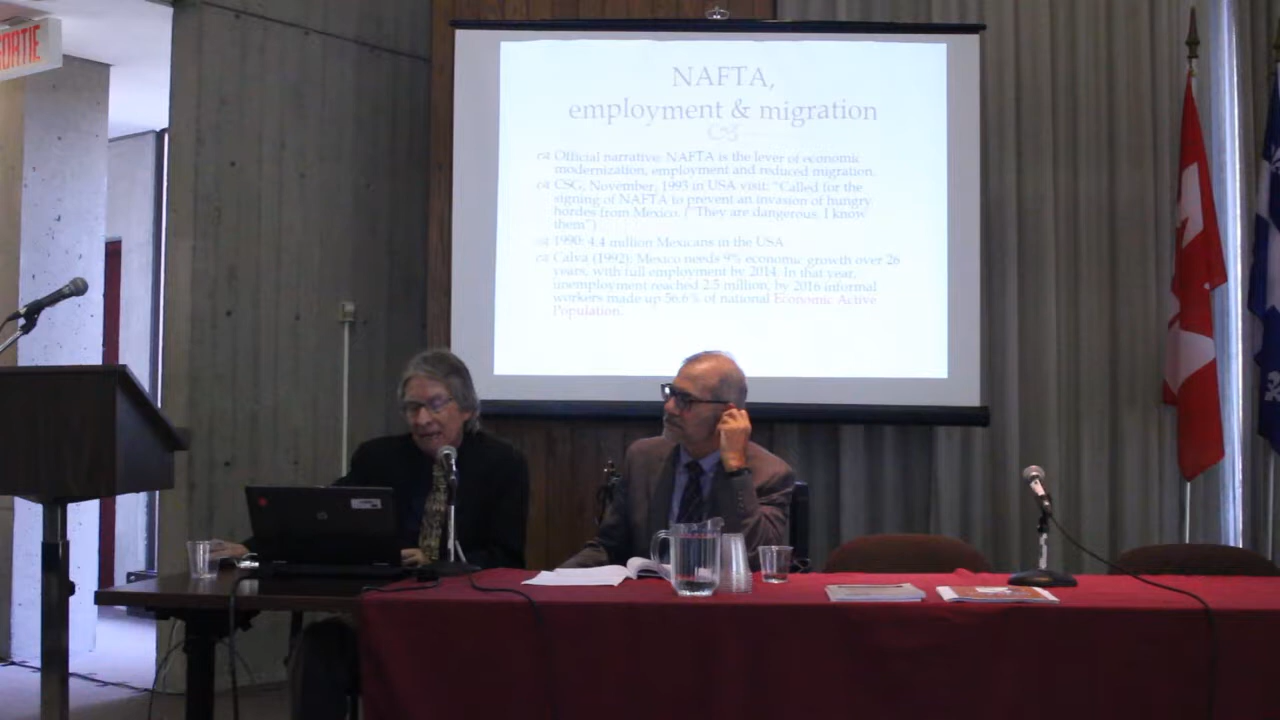 SORTIE
NAFTA,
employment & migration
Official narrative: NAFTA is the lever of economic
modernization, employment and reduced migration.
CSG, November, 1993 in USA visit: “Called for the
signing of NAFTA to prevent an invasion of hungry
hordes from Mexico. (“They are dangerous. I know
them”)
1990: 4.4 million Mexicans in the USA
Calva (1992): Mexico needs 9% economic growth over 26
years, with full employment by 2014. In that year,
unemployment reached 2.5 million, by 2016 informal
workers made up 56.6% of national Economic Active
Population.